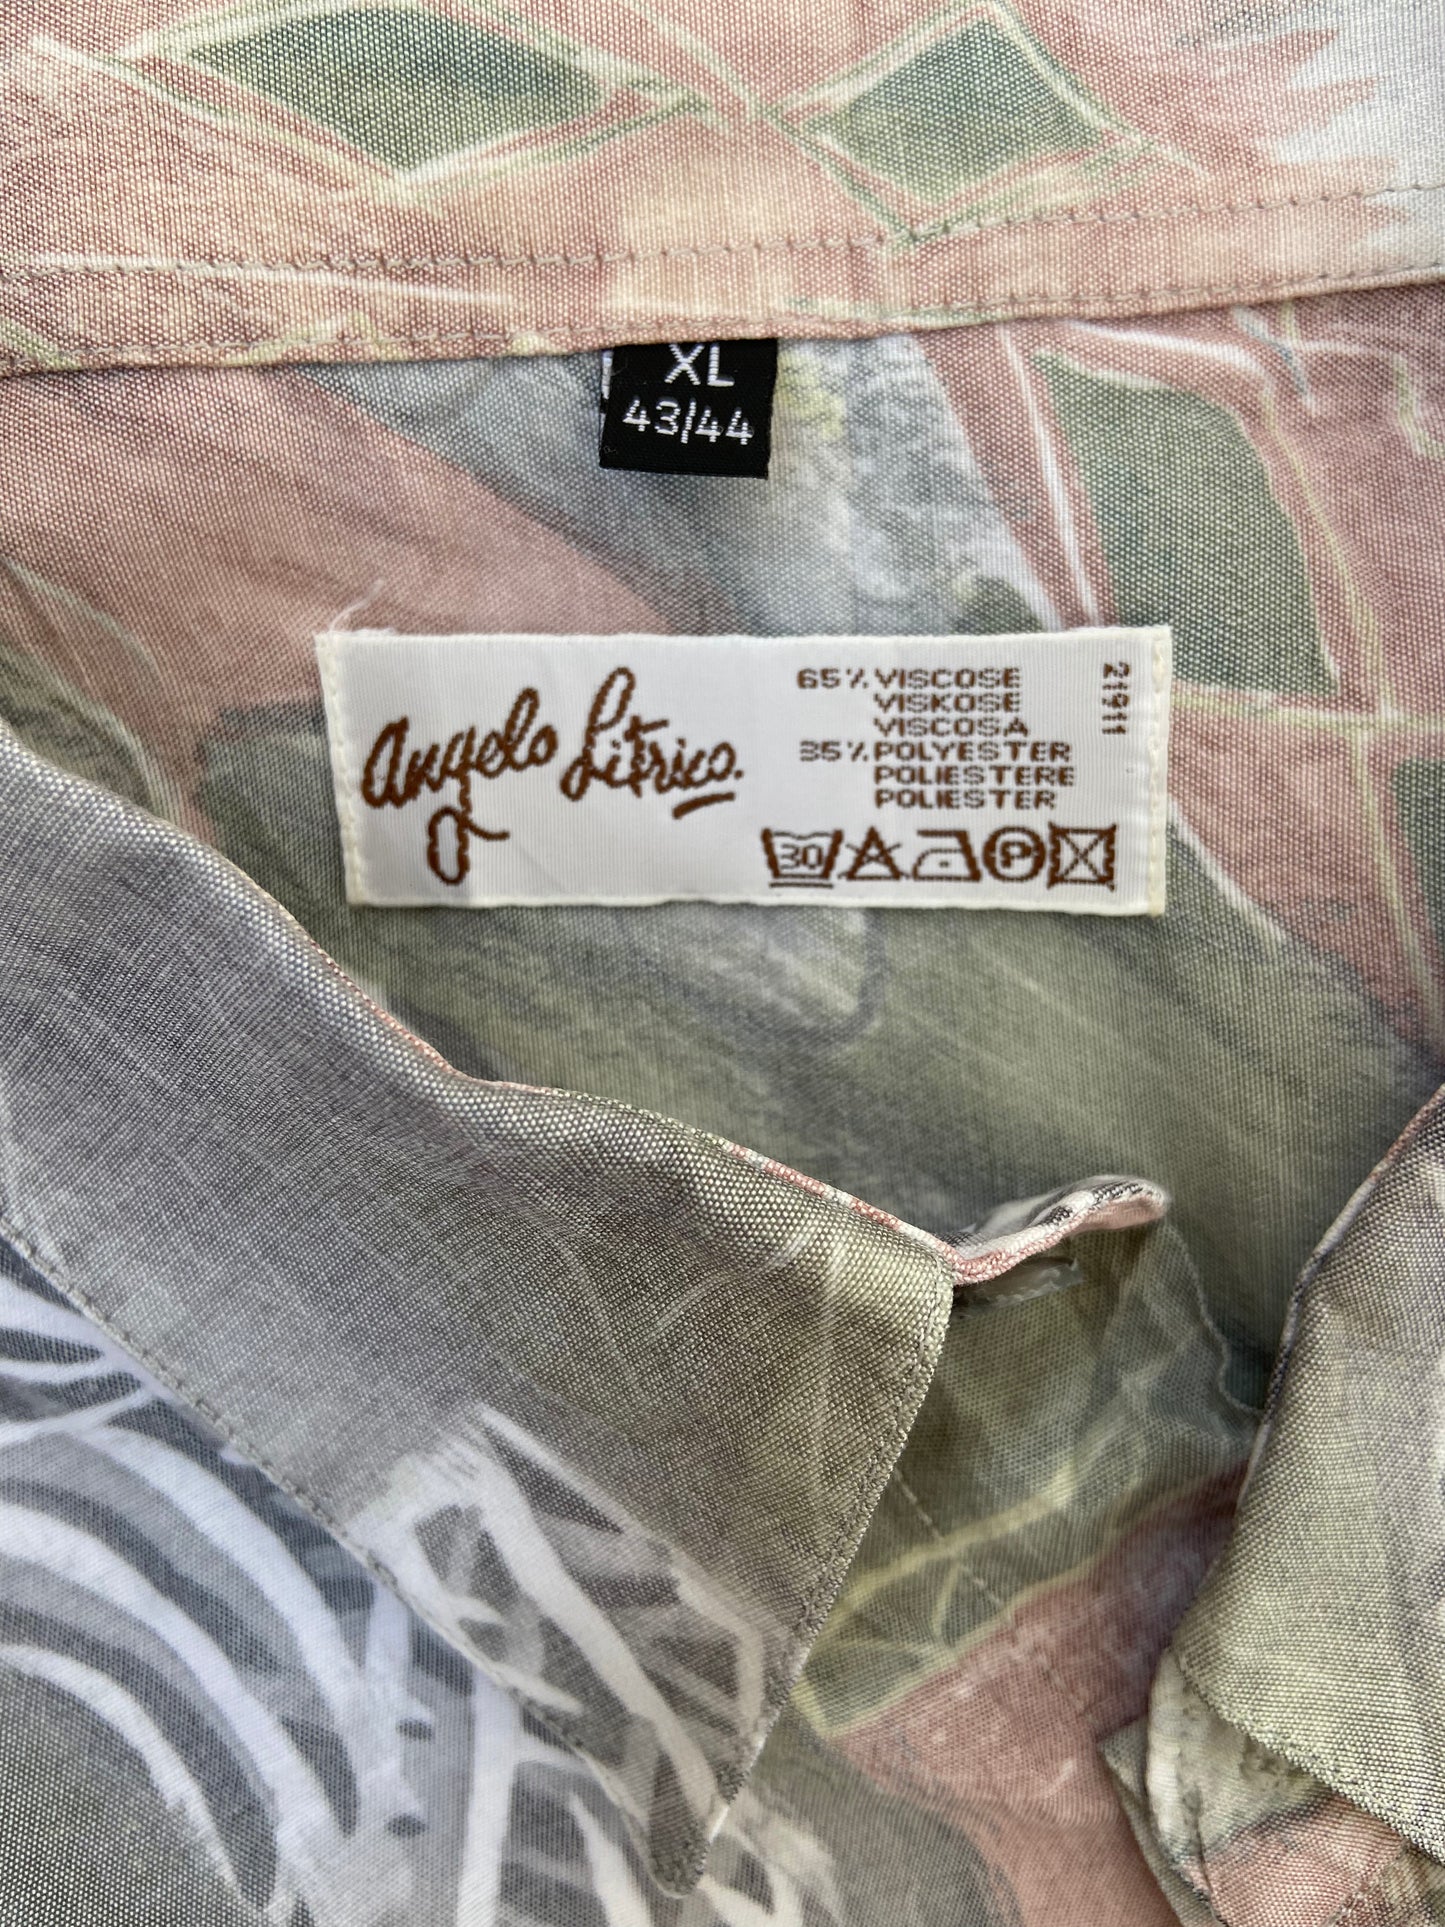 XL
43/44
Angelo Litrico.
65% VISCOSE
VISKOSE
VISCOSA
35% POLYESTER
POLIESTERE
POLIESTER
21911
30 A P